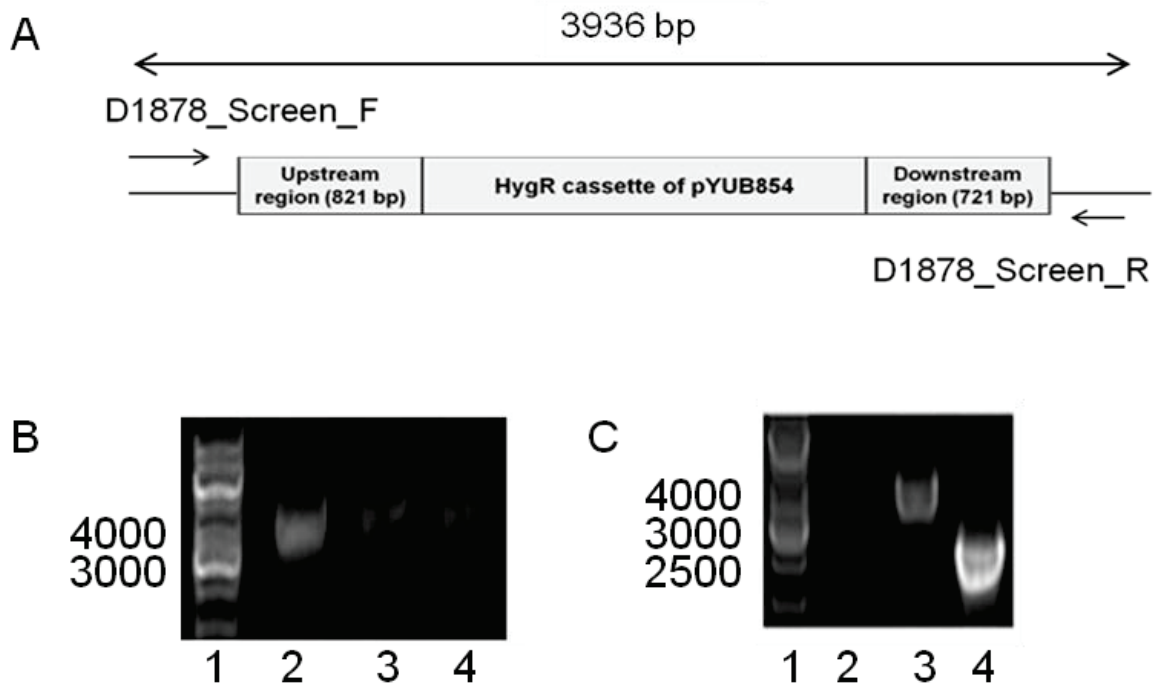 A
3936 bp
D1878_Screen_F
Upstream
region (821 bp)
HygR cassette of pYUB854
Downstream
region (721 bp)
D1878_Screen_R
B
4000
3000
1 2 3 4
C
4000
3000
2500
1 2 3 4